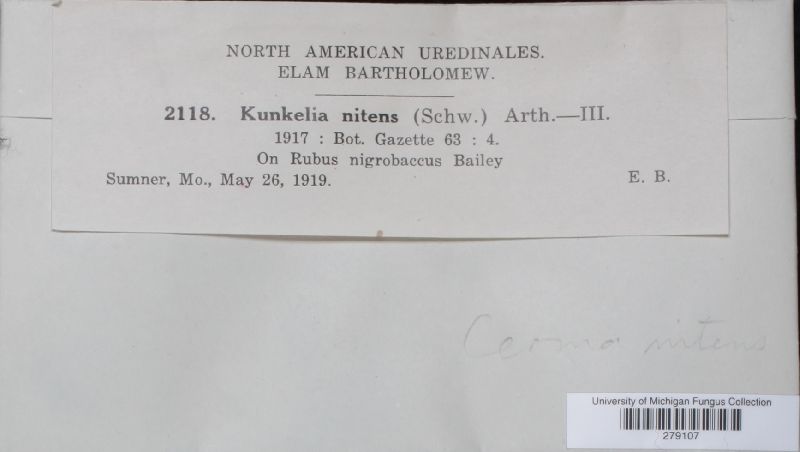 NORTH AMERICAN UREDINALES.
ELAM BARTHOLOMEW.
2118. Kunkelia nitens (Schw.) Arth.—III.
1917 : Bot. Gazette 63 : 4.
On Rubus nigrobaccus Bailey
Sumner, Mo., May 26, 1919. E. B.
Ceoma nitens
University of Michigan Fungus Collection
279107